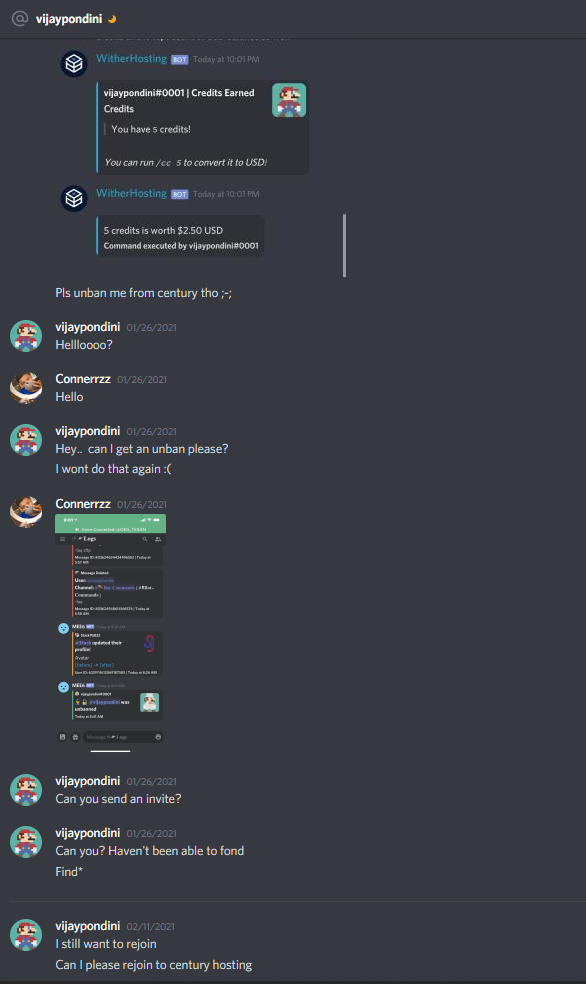 vijaypondini
WitherHosting BOT Today at 10:01 PM
vijaypondini#0001 | Credits Earned
Credits
You have 5 credits!
You can run /cc 5 to convert it to USD!
WitherHosting BOT Today at 10:01 PM
5 credits is worth $2.50 USD
Command executed by vijaypondini#0001
Pls unban me from century tho ;-;
vijaypondini 01/26/2021
Hellloooo?
Connerrzz 01/26/2021
Hello
vijaypondini 01/26/2021
Hey.. can I get an unban please?
I wont do that again :(
Connerrzz 01/26/2021
Logs
Message Deleted
User:
Channel:
MEE6 BOT
updated their
profile!
Avatar
[before] -> [after]
MEE6 BOT
vijaypondini#0001
vijaypondini was
unbanned
Today at 8:41 AM
vijaypondini 01/26/2021
Can you send an invite?
vijaypondini 01/26/2021
Can you? Haven't been able to fond
Find*
vijaypondini 02/11/2021
I still want to rejoin
Can I please rejoin to century hosting